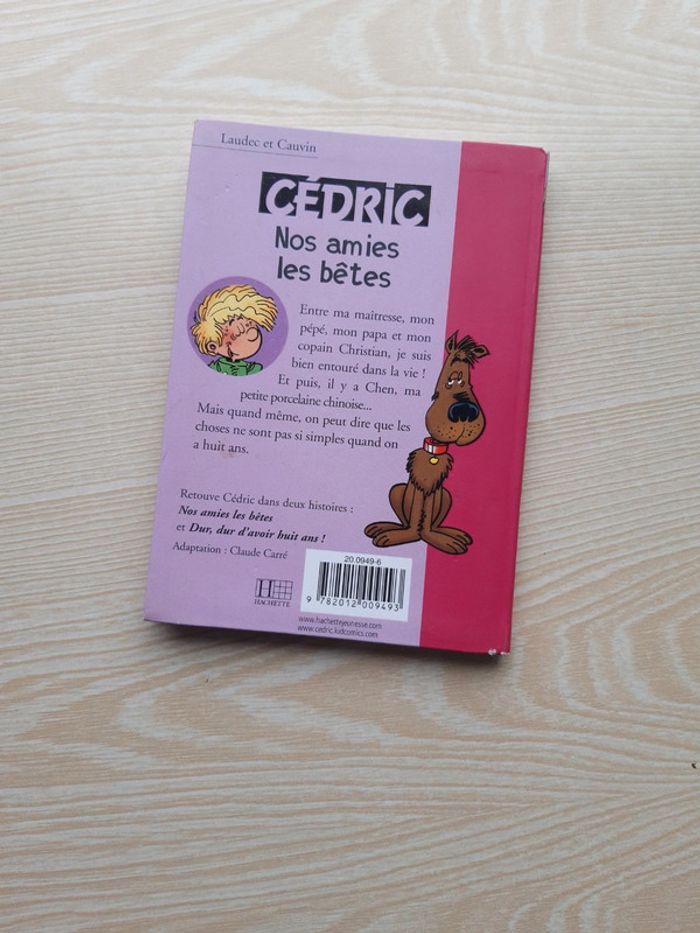 Laudec et Cauvin
CÉDRIC
Nos amies
les bêtes
Entre ma maîtresse, mon
pépé, mon papa et mon
copain Christian, je suis
bien entouré dans la vie !
Et puis, il y a Chen, ma
petite porcelaine chinoise...
Mais quand même, on peut dire que les
choses ne sont pas si simples quand on
a huit ans.
Retouve Cédric dans deux histoires :
Nos amies les bêtes
et Dur, dur d'avoir huit ans !
Adaptation : Claude Carré
HACHETTE
20.0949-6
9 782012 009493
www.hachettejeunesse.com
www.cedric.ludcomics.com